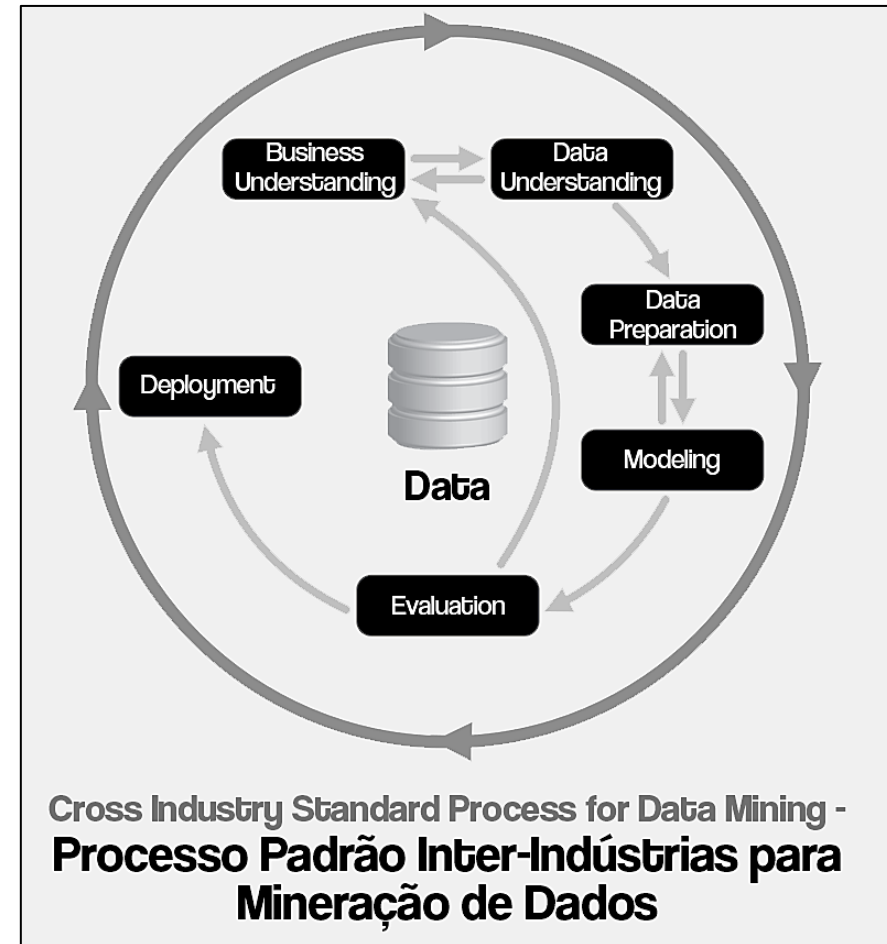 Business
Understanding
Data
Understanding
Data
Preparation
Deployment
Data
Modeling
Evaluation
Cross Industry Standard Process for Data Mining -
Processo Padrão Inter-Indústrias para
Mineração de Dados